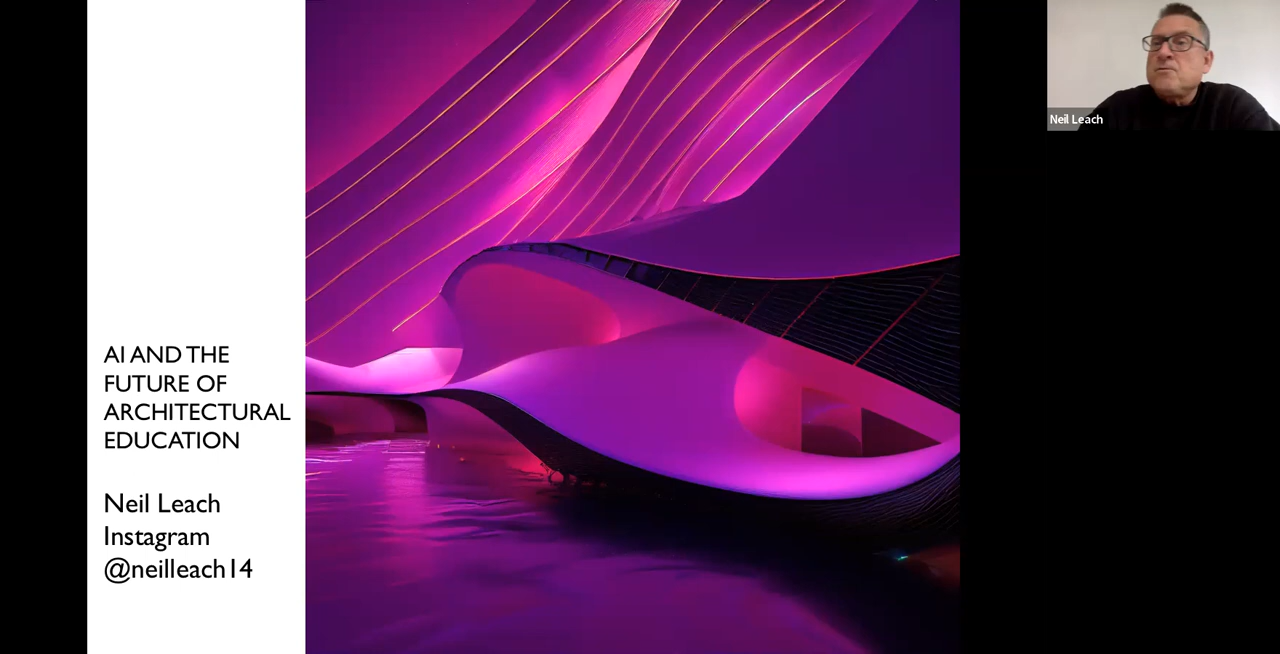 AI AND THE
FUTURE OF
ARCHITECTURAL
EDUCATION
Neil Leach
Instagram
@neilleach14
Neil Leach